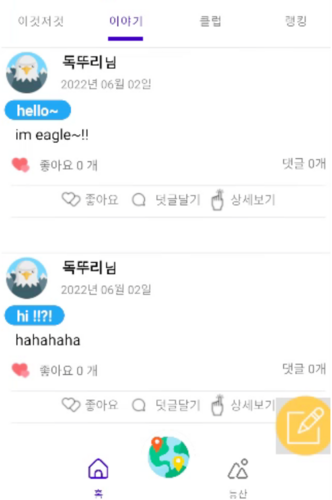 이것저것 이야기 클럽 랭킹
독뚜리님
2022년 06월 02일
hello~
im eagle~!!
좋아요 0 개 댓글 0개
좋아요 덧글달기 상세보기
독뚜리님
2022년 06월 02일
hi !!?!
hahahaha
좋아요 0 개 댓글 0개
좋아요 덧글달기 상세보기
홈 등산